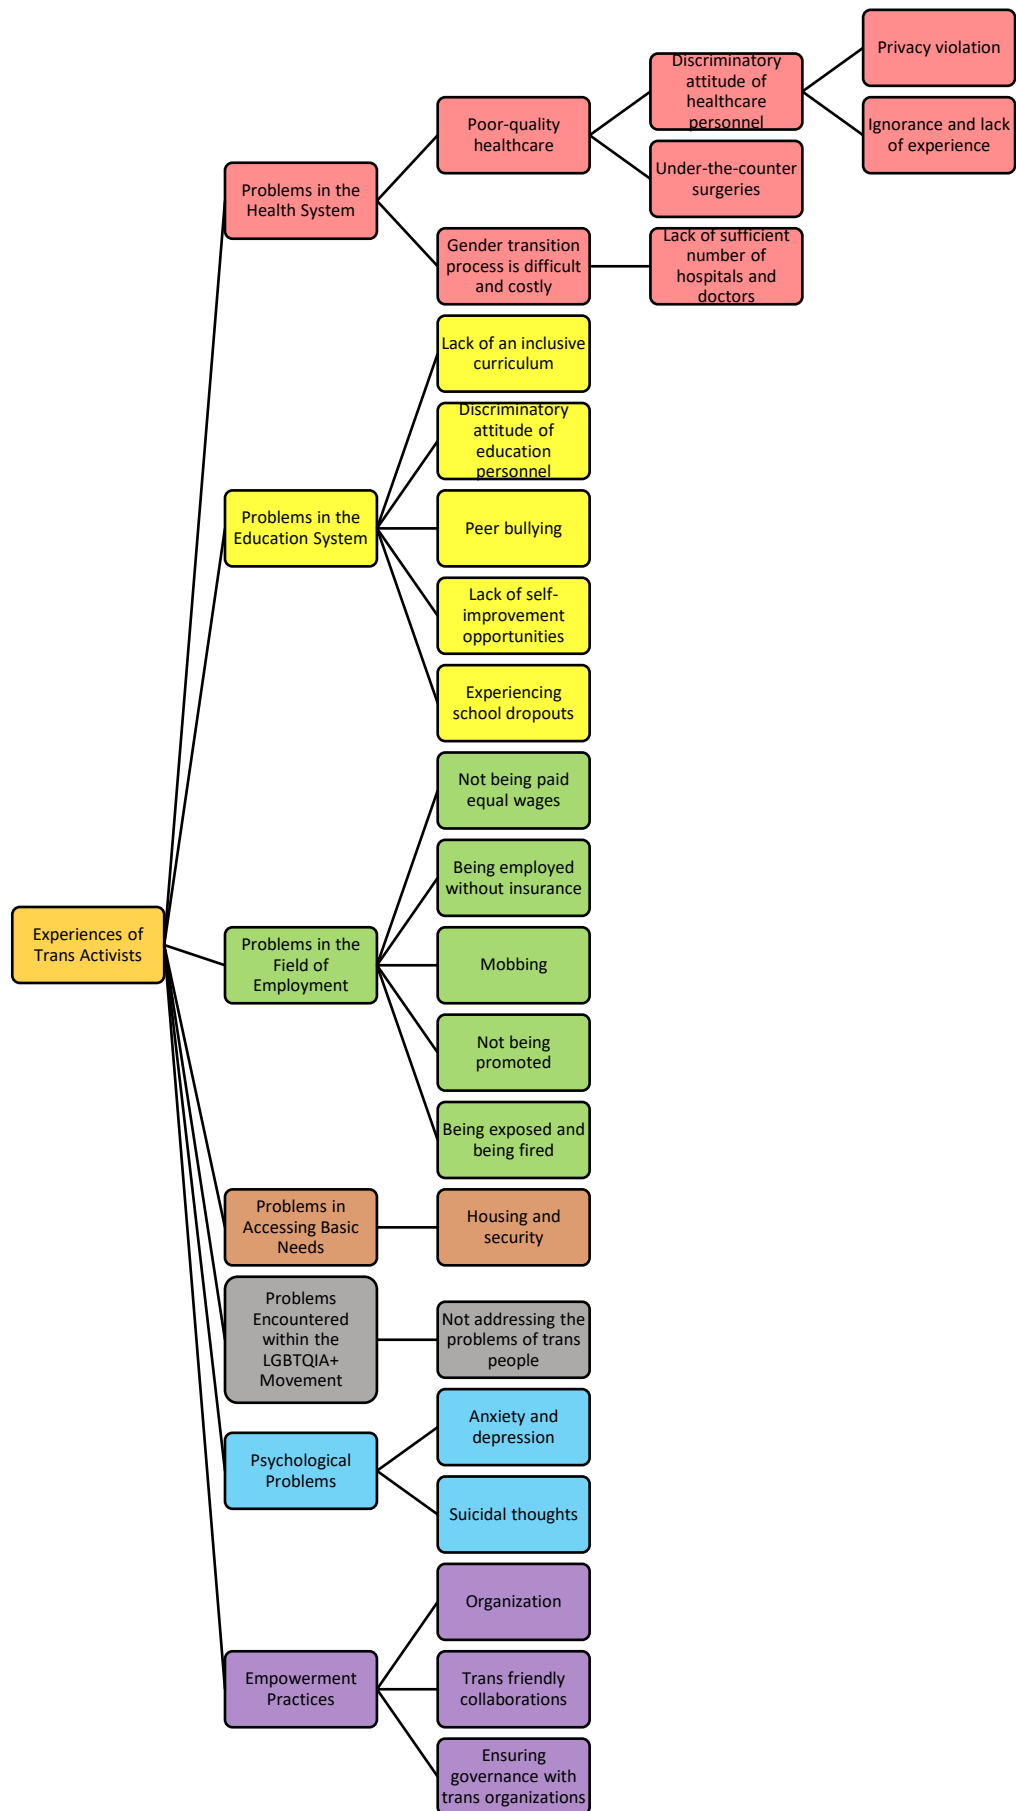 Experiences of
Trans Activists
Problems in the
Health System
Poor-quality
healthcare
Discriminatory
attitude of
healthcare
personnel
Privacy violation
Ignorance and lack
of experience
Under-the-counter
surgeries
Gender transition
process is difficult
and costly
Lack of sufficient
number of
hospitals and
doctors
Problems in the
Education System
Lack of an inclusive
curriculum
Discriminatory
attitude of
education
personnel
Peer bullying
Lack of self-
improvement
opportunities
Experiencing
school dropouts
Problems in the
Field of
Employment
Not being paid
equal wages
Being employed
without insurance
Mobbing
Not being
promoted
Being exposed and
being fired
Problems in
Accessing Basic
Needs
Housing and
security
Problems
Encountered
within the
LGBTQIA+
Movement
Not addressing the
problems of trans
people
Psychological
Problems
Anxiety and
depression
Suicidal thoughts
Empowerment
Practices
Organization
Trans friendly
collaborations
Ensuring
governance with
trans organizations